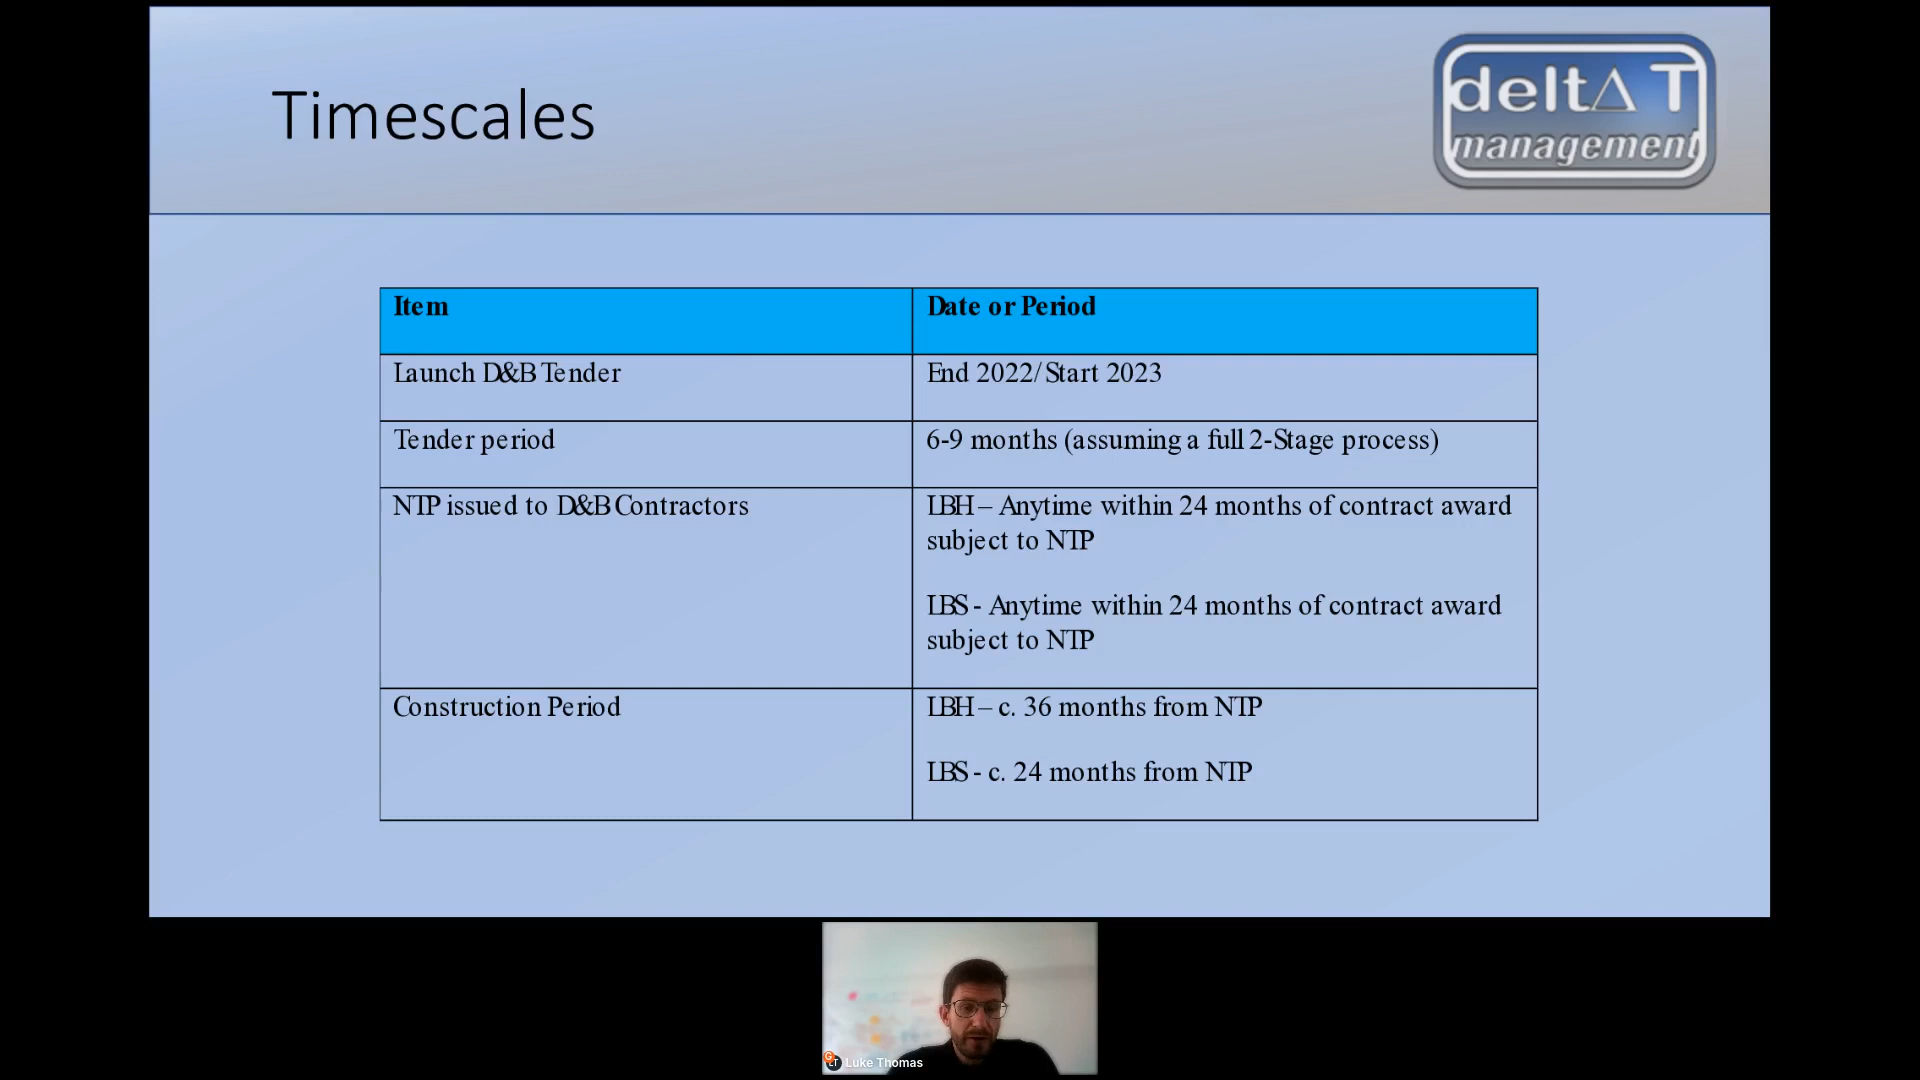 Timescales
deltΔT
management
Item
Date or Period
Launch D&B Tender
End 2022/Start 2023
Tender period
6-9 months (assuming a full 2-Stage process)
NTP issued to D&B Contractors
LBH – Anytime within 24 months of contract award
subject to NTP
LBS - Anytime within 24 months of contract award
subject to NTP
Construction Period
LBH – c. 36 months from NTP
LBS - c. 24 months from NTP
G
LT
Luke Thomas